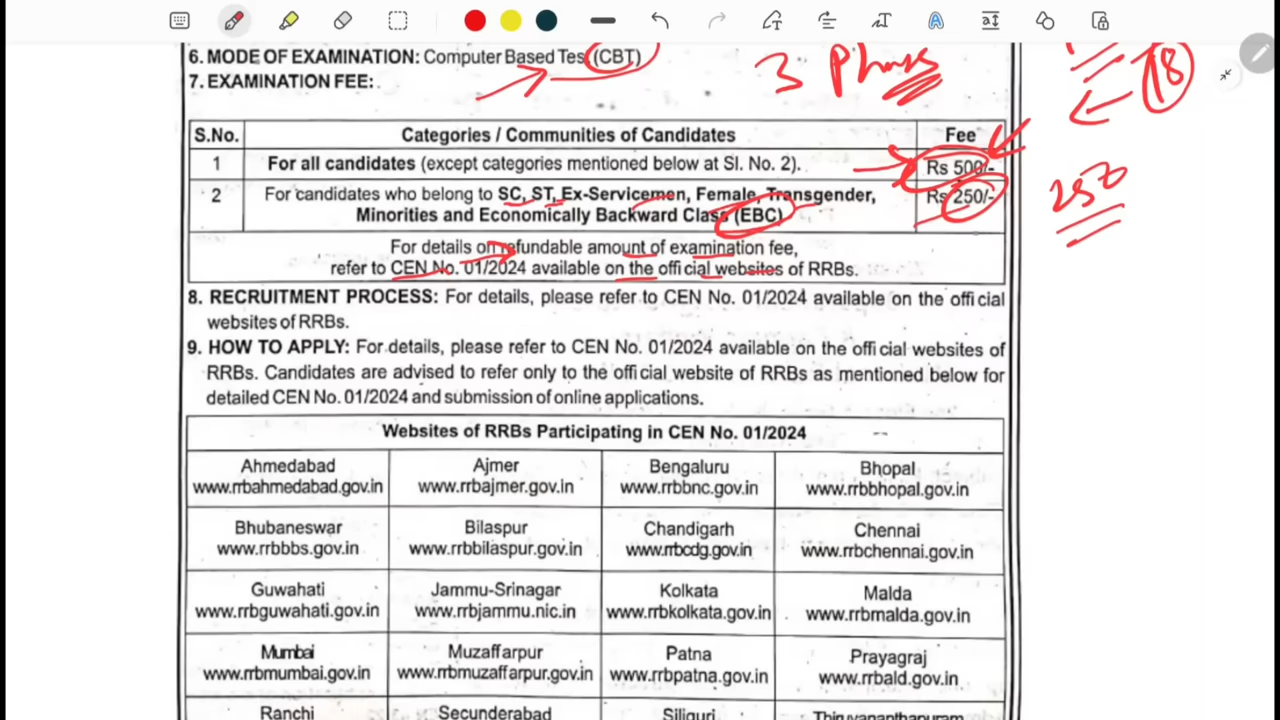 6. MODE OF EXAMINATION: Computer Based Test (CBT)
3 Phases
18
7. EXAMINATION FEE:
S.No. Categories / Communities of Candidates Fee
1 For all candidates (except categories mentioned below at Sl. No. 2). Rs 500/-
2 For candidates who belong to SC, ST, Ex-Servicemen, Female, Transgender, Rs 250/-
Minorities and Economically Backward Class (EBC)
250
For details on refundable amount of examination fee,
refer to CEN No. 01/2024 available on the official websites of RRBs.
8. RECRUITMENT PROCESS: For details, please refer to CEN No. 01/2024 available on the official
websites of RRBs.
9. HOW TO APPLY: For details, please refer to CEN No. 01/2024 available on the official websites of
RRBs. Candidates are advised to refer only to the official website of RRBs as mentioned below for
detailed CEN No. 01/2024 and submission of online applications.
Websites of RRBs Participating in CEN No. 01/2024
Ahmedabad Ajmer Bengaluru Bhopal
www.rrbahmedabad.gov.in www.rrbajmer.gov.in www.rrbbnc.gov.in www.rrbbhopal.gov.in
Bhubaneswar Bilaspur Chandigarh Chennai
www.rrbbbs.gov.in www.rrbbilaspur.gov.in www.rrbcdg.gov.in www.rrbchennai.gov.in
Guwahati Jammu-Srinagar Kolkata Malda
www.rrbguwahati.gov.in www.rrbjammu.nic.in www.rrbkolkata.gov.in www.rrbmalda.gov.in
Mumbai Muzaffarpur Patna Prayagraj
www.rrbmumbai.gov.in www.rrbmuzaffarpur.gov.in www.rrbpatna.gov.in www.rrbald.gov.in
Ranchi Secunderabad Siliguri Thiruvananthapuram